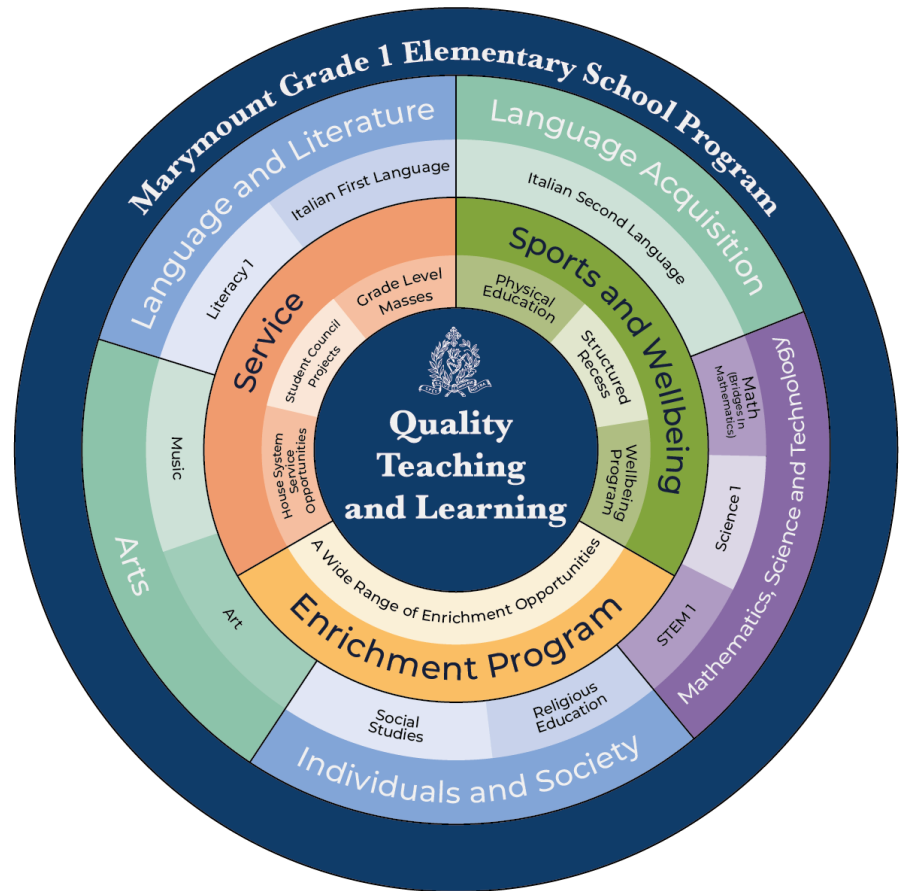 Marymount Grade 1 Elementary School Program
Language and Literature
Literacy 1
Italian First Language
Language Acquisition
Italian Second Language
Mathematics, Science and Technology
Math
(Bridges In
Mathematics)
Science 1
STEM 1
Individuals and Society
Religious
Education
Social
Studies
Arts
Art
Music
Service
House System
Service
Opportunities
Student Council
Projects
Grade Level
Masses
Sports and Wellbeing
Physical
Education
Structured
Recess
Wellbeing
Program
Enrichment Program
A Wide Range of Enrichment Opportunities
Quality
Teaching
and Learning